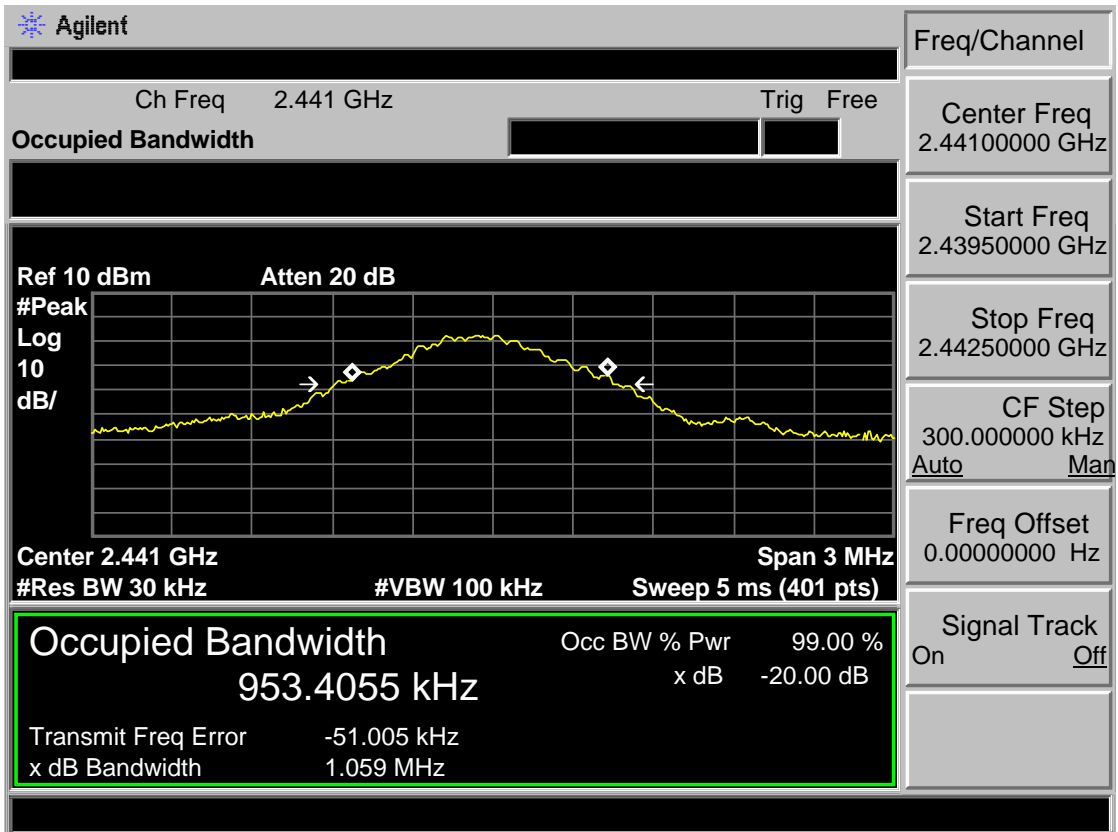 Agilent
Freq/Channel
Ch Freq 2.441 GHz Trig Free
Occupied Bandwidth
Center Freq
2.44100000 GHz
Start Freq
2.43950000 GHz
Stop Freq
2.44250000 GHz
CF Step
300.000000 kHz
Auto Man
Freq Offset
0.00000000 Hz
Signal Track
On Off
Ref 10 dBm Atten 20 dB
#Peak
Log
10
dB/
Center 2.441 GHz Span 3 MHz
#Res BW 30 kHz #VBW 100 kHz Sweep 5 ms (401 pts)
Occupied Bandwidth Occ BW % Pwr 99.00 %
953.4055 kHz x dB -20.00 dB
Transmit Freq Error -51.005 kHz
x dB Bandwidth 1.059 MHz